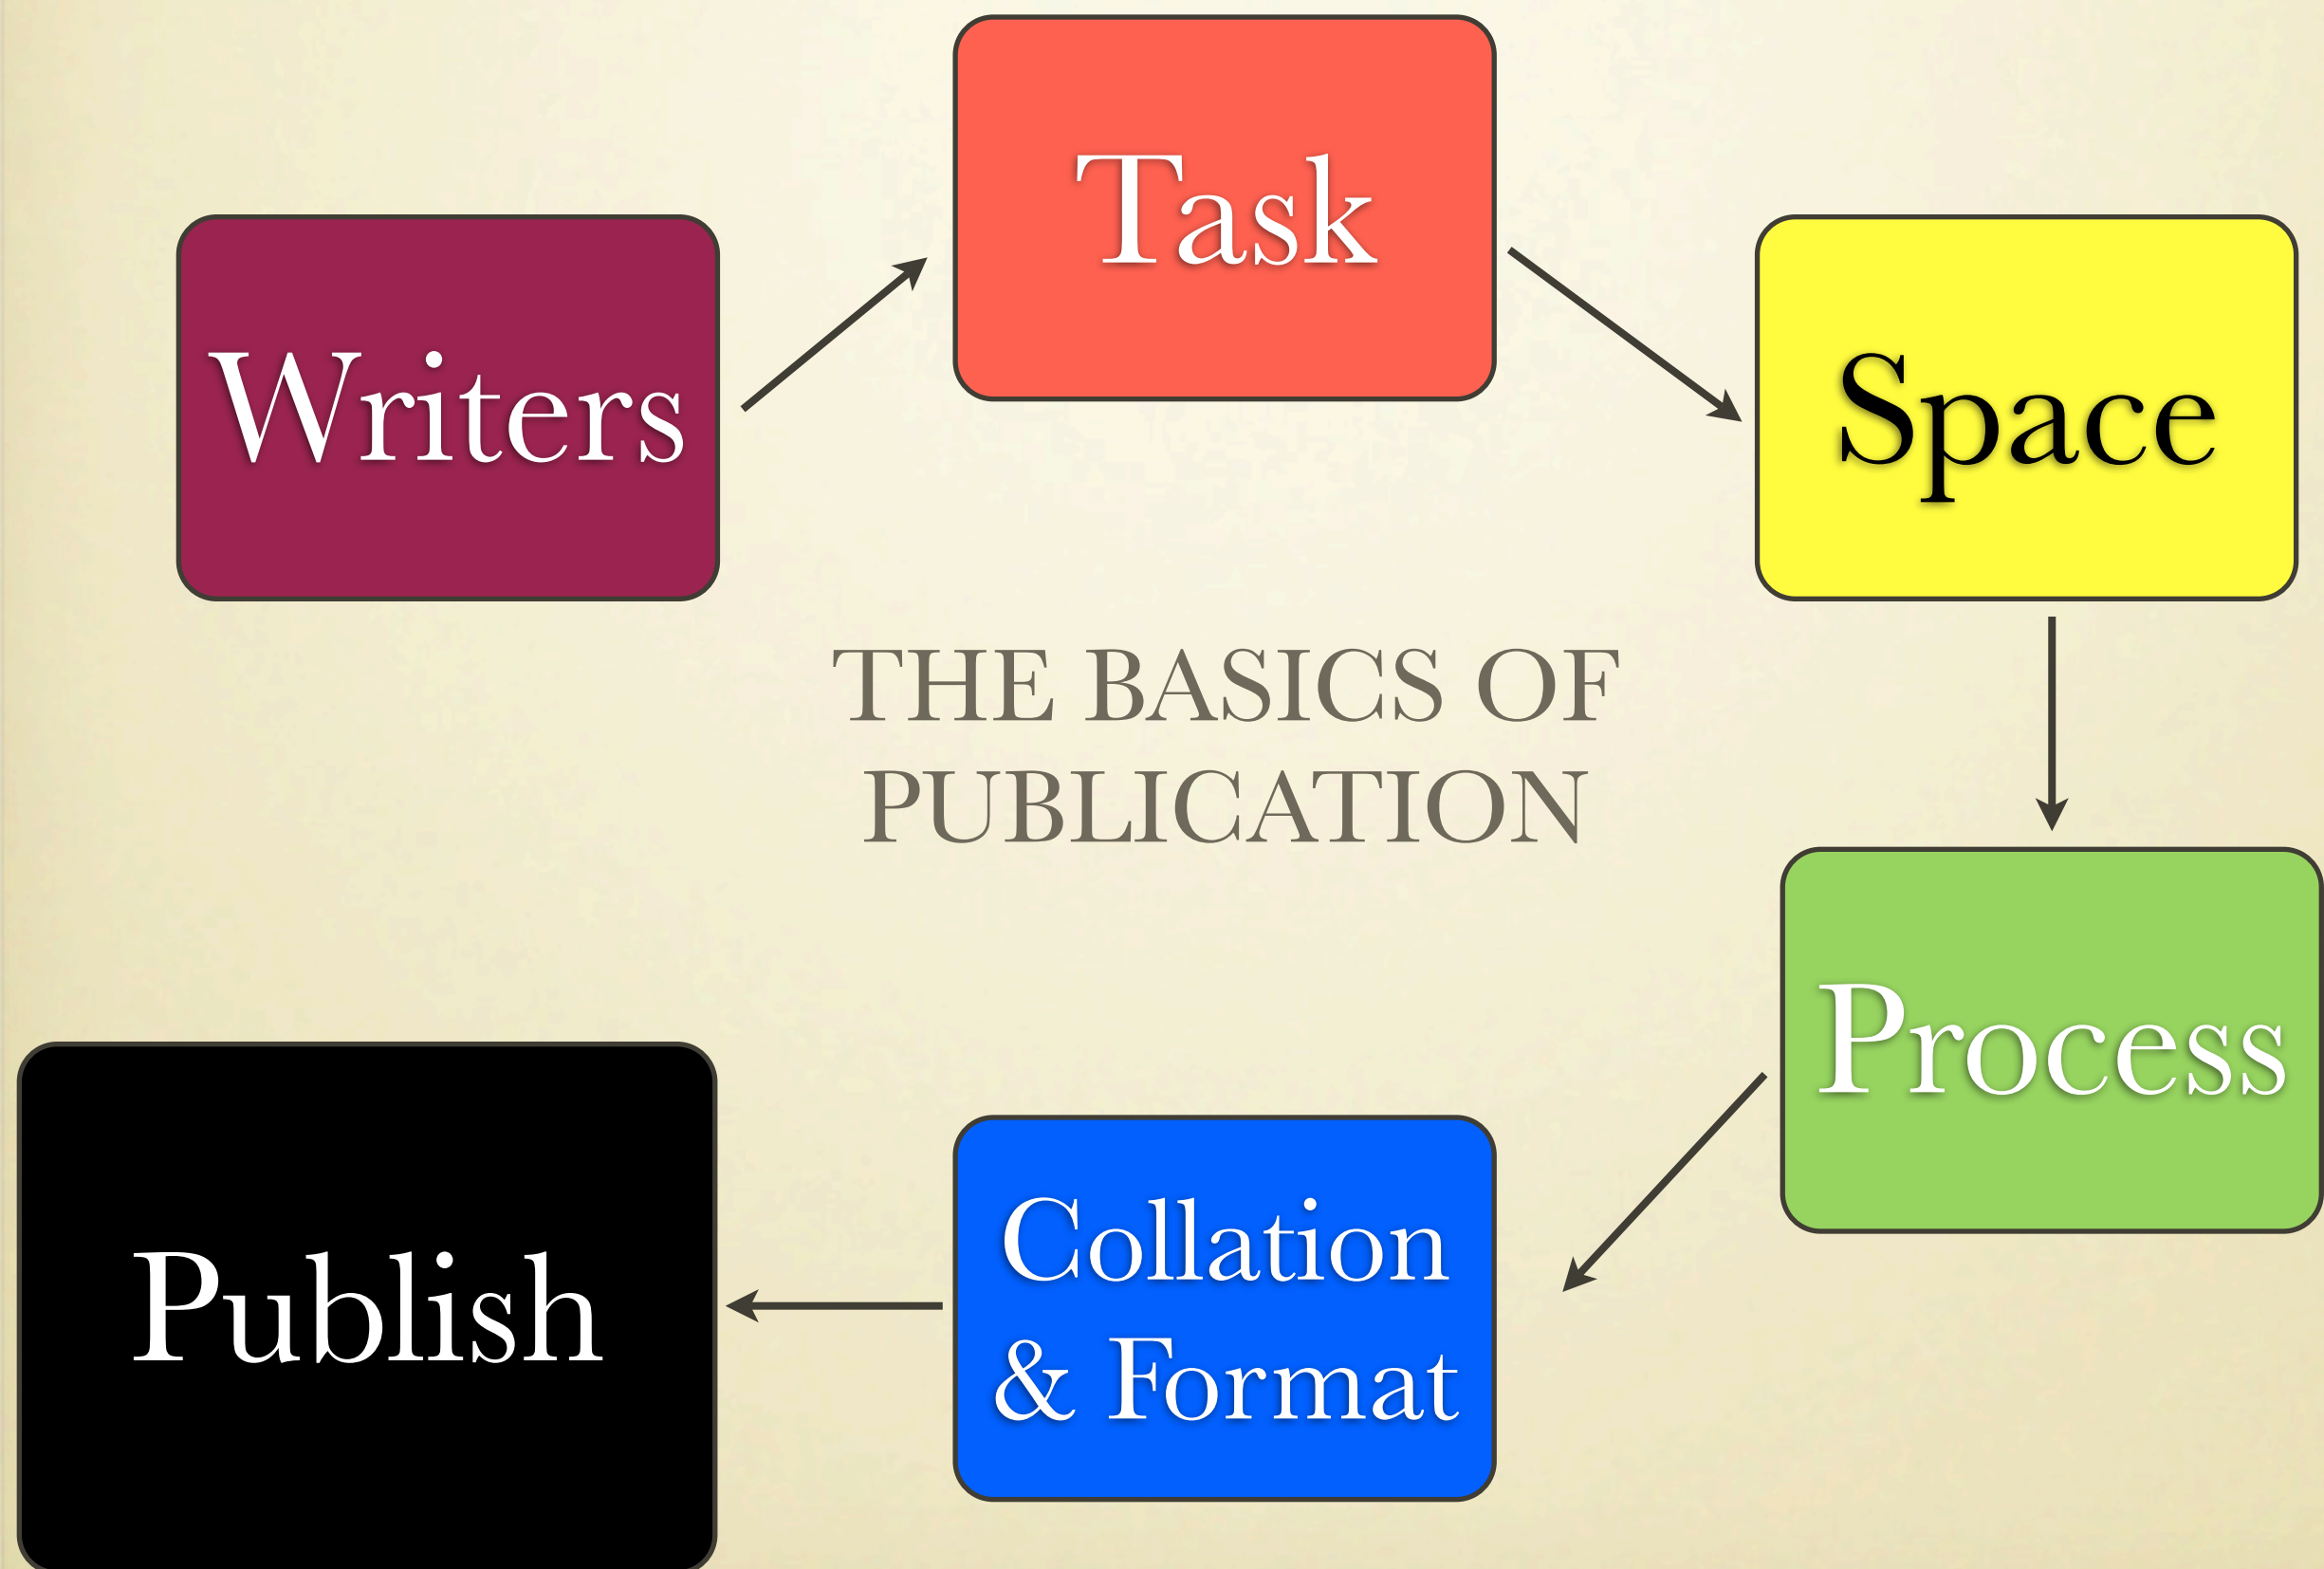 Writers
Task
Space
THE BASICS OF
PUBLICATION
Process
Collation
& Format
Publish